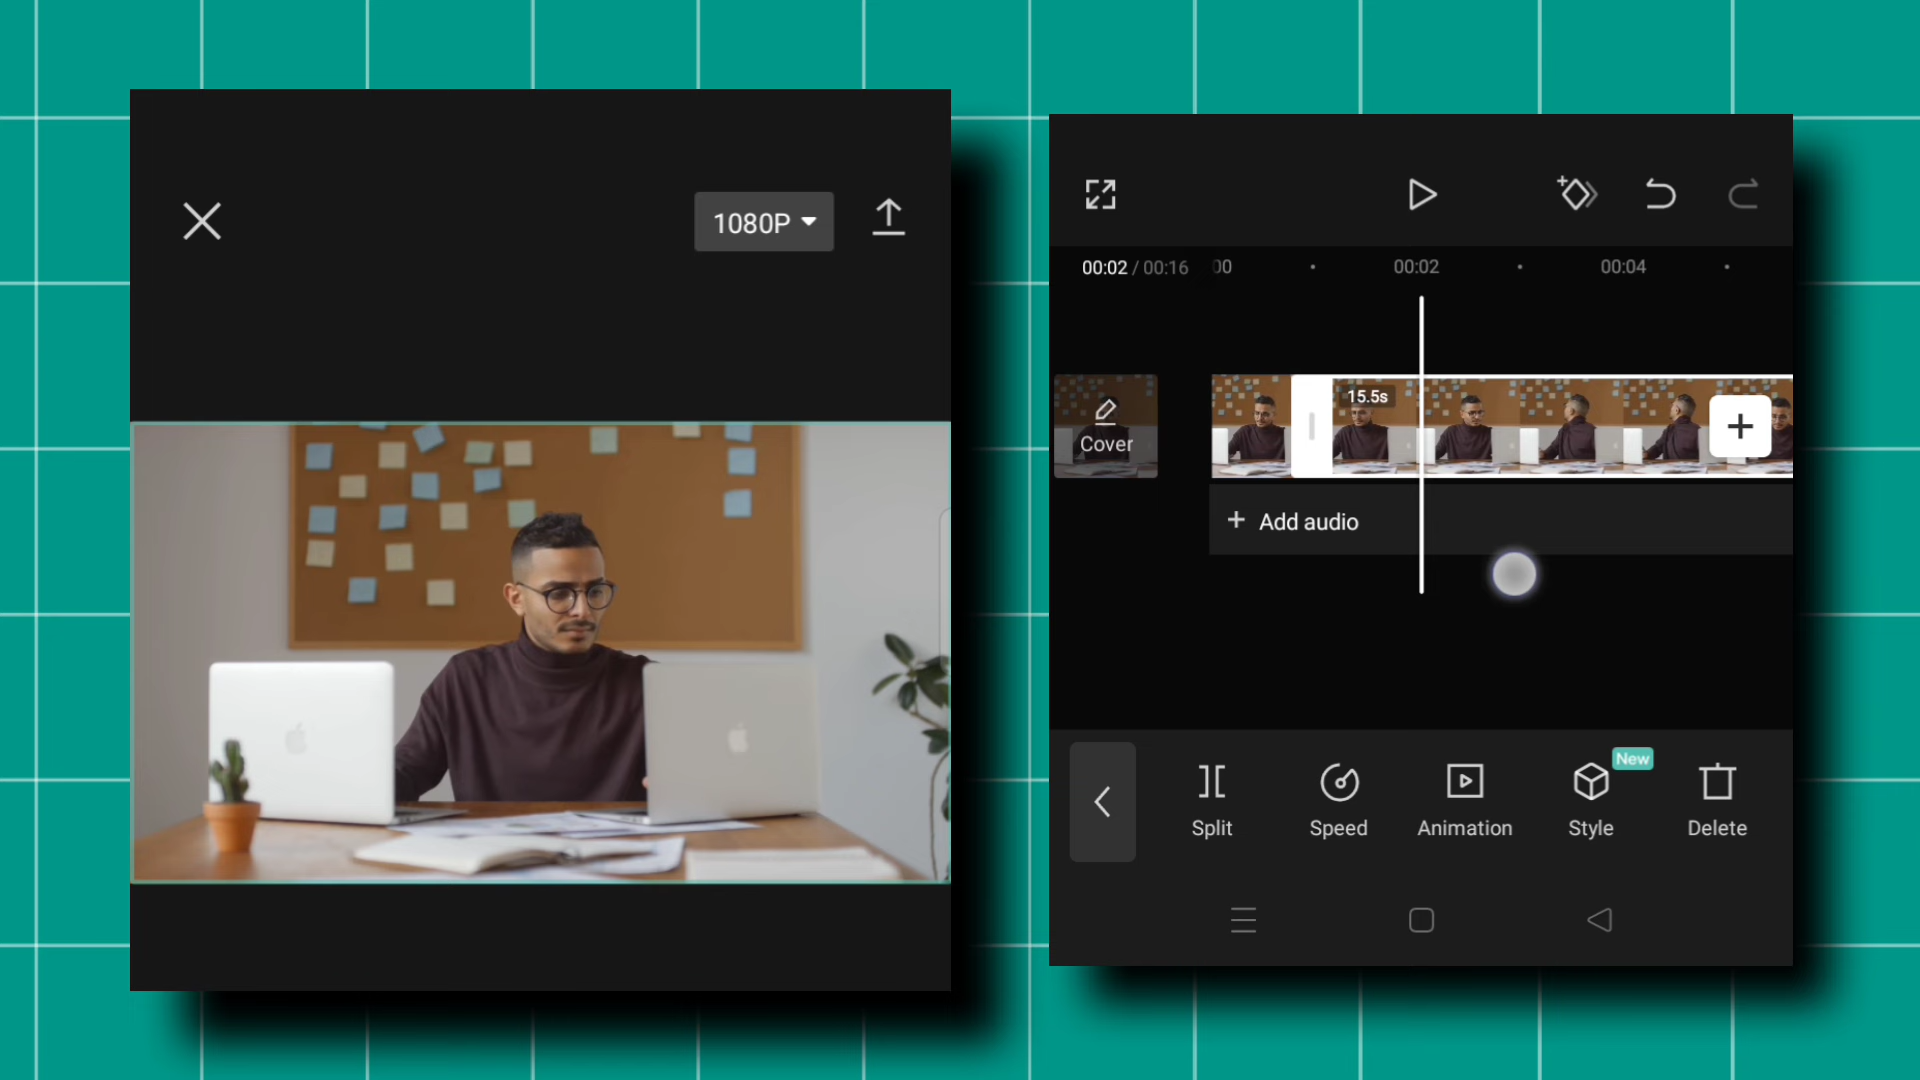 1080P
00:02 / 00:16
00
00:02
00:04
15.5s
Cover
+ Add audio
New
Split
Speed
Animation
Style
Delete